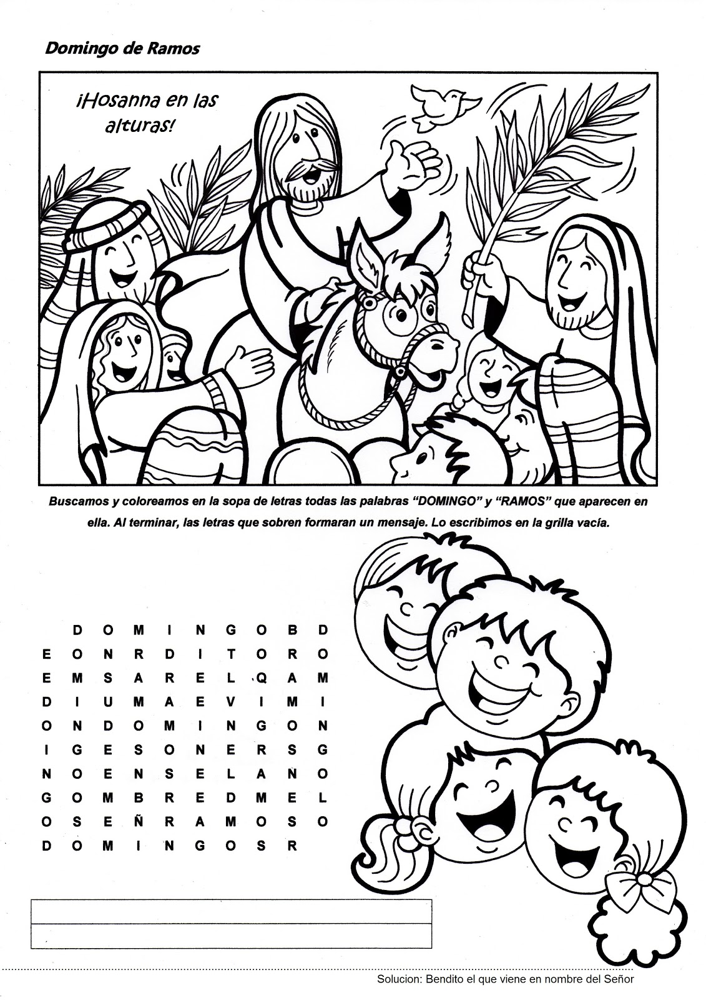 Domingo de Ramos
¡Hosanna en las
alturas!
Buscamos y coloreamos en la sopa de letras todas las palabras “DOMINGO” y “RAMOS” que aparecen en
ella. Al terminar, las letras que sobren formaran un mensaje. Lo escribimos en la grilla vacía.
D O M I N G O B D
E O N R D I T O R O
E M S A R E L Q A M
D I U M A E V I M I
O N D O M I N G O N
I G E S O N E R S G
N O E N S E L A N O
G O M B R E D M E L
O S E Ñ R A M O S O
D O M I N G O S R
Solucion: Bendito el que viene en nombre del Señor